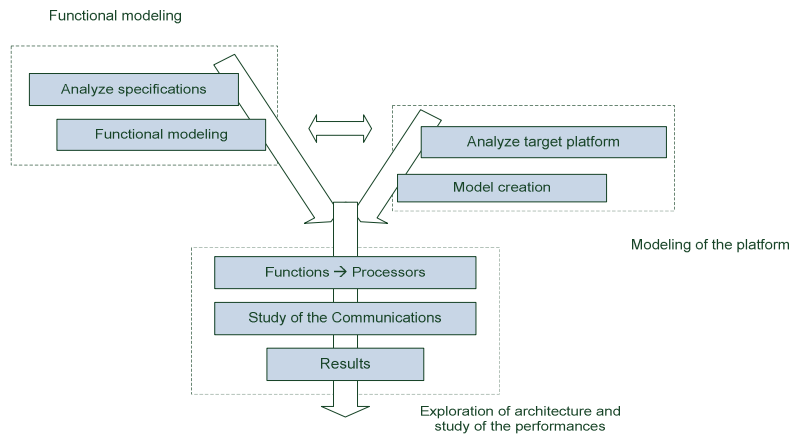 Functional modeling
Analyze specifications
Functional modeling
Analyze target platform
Model creation
Modeling of the platform
Functions → Processors
Study of the Communications
Results
Exploration of architecture and
study of the performances